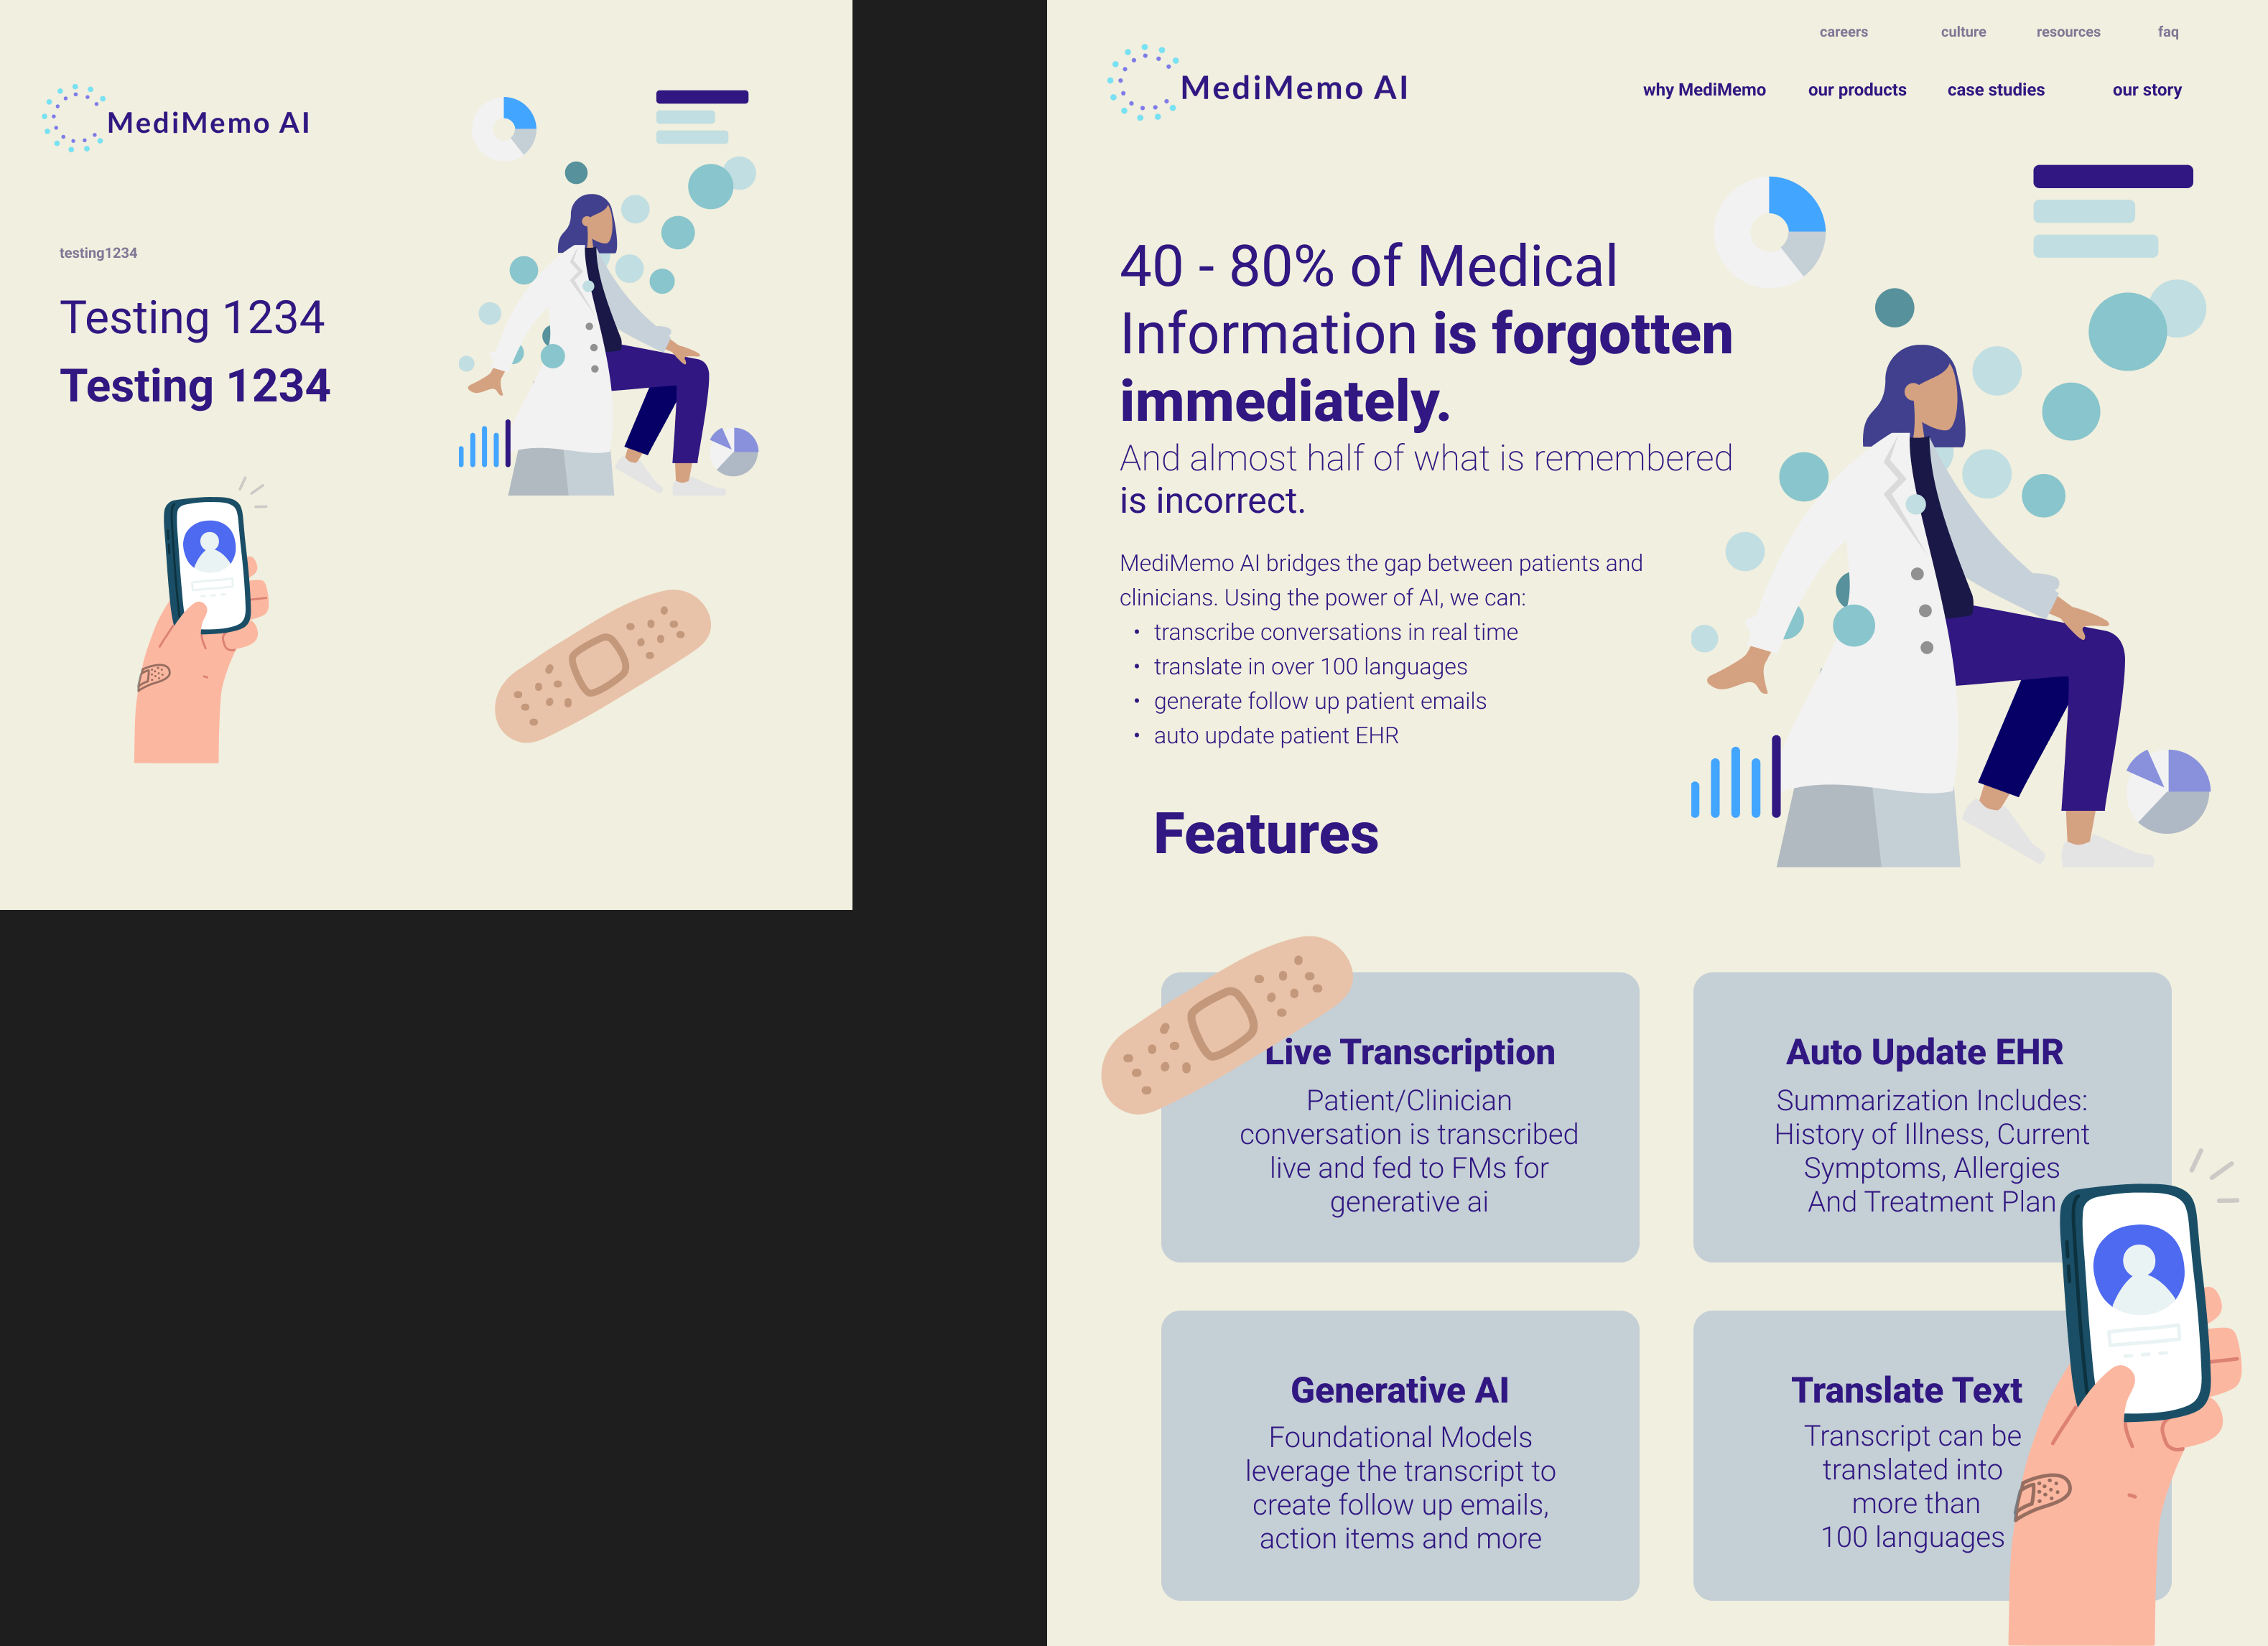 MediMemo AI
testing1234
Testing 1234
Testing 1234
careers culture resources faq
MediMemo AI
why MediMemo our products case studies our story
40 - 80% of Medical
Information is forgotten
immediately.
And almost half of what is remembered
is incorrect.
MediMemo AI bridges the gap between patients and
clinicians. Using the power of AI, we can:
• transcribe conversations in real time
• translate in over 100 languages
• generate follow up patient emails
• auto update patient EHR
Features
Live Transcription
Patient/Clinician
conversation is transcribed
live and fed to FMs for
generative ai
Auto Update EHR
Summarization Includes:
History of Illness, Current
Symptoms, Allergies
And Treatment Plan
Generative AI
Foundational Models
leverage the transcript to
create follow up emails,
action items and more
Translate Text
Transcript can be
translated into
more than
100 languages